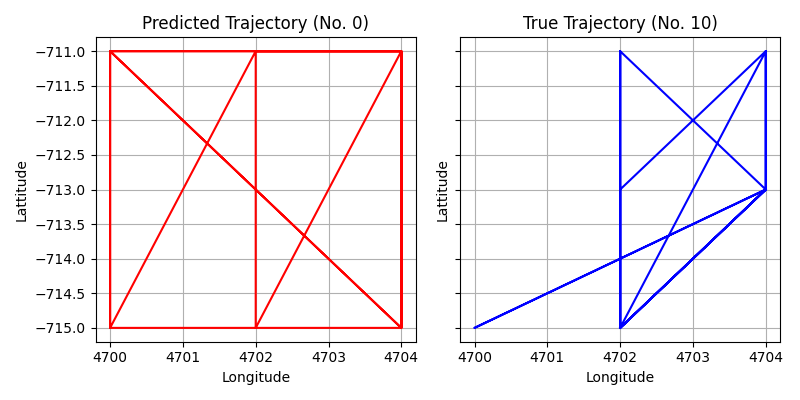 Predicted Trajectory (No. 0)
True Trajectory (No. 10)
Lattitude
−711.0
−711.5
−712.0
−712.5
−713.0
−713.5
−714.0
−714.5
−715.0
4700 4701 4702 4703 4704
Longitude
Lattitude
4700 4701 4702 4703 4704
Longitude